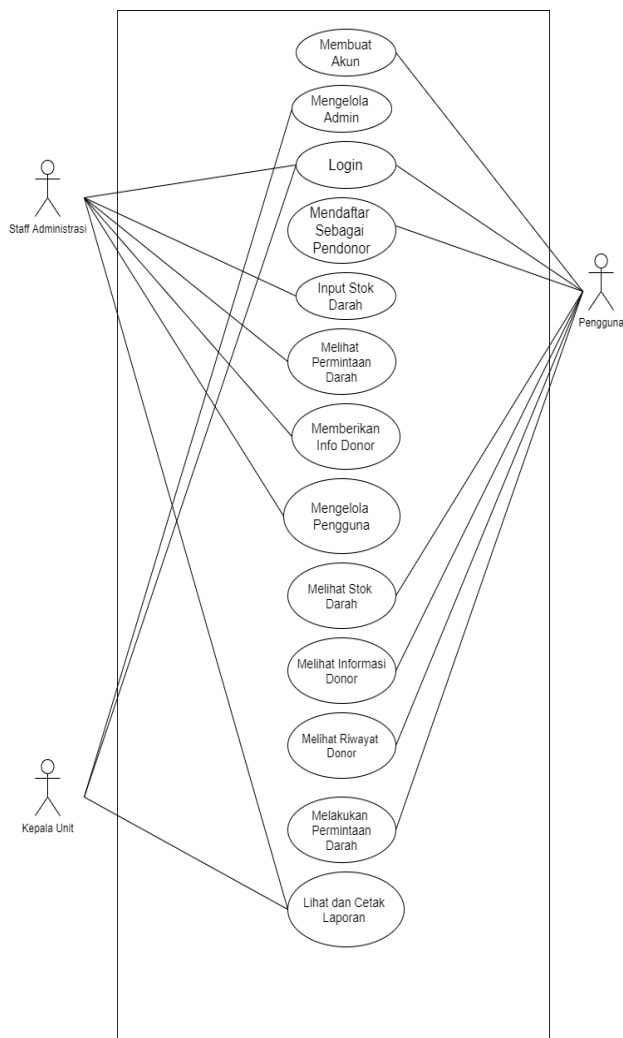 Membuat
Akun
Mengelola
Admin
Login
Staff Administrasi
Mendaftar
Sebagai
Pendonor
Input Stok
Darah
Pengguna
Melihat
Permintaan
Darah
Memberikan
Info Donor
Mengelola
Pengguna
Melihat Stok
Darah
Melihat Informasi
Donor
Melihat Riwayat
Donor
Kepala Unit
Melakukan
Permintaan
Darah
Lihat dan Cetak
Laporan